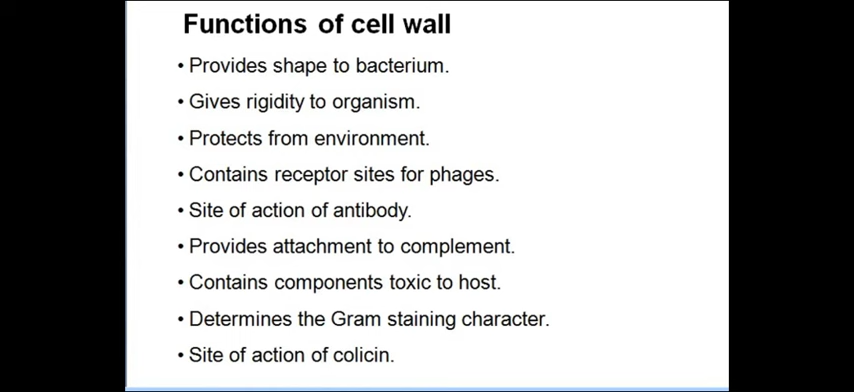 Functions of cell wall
• Provides shape to bacterium.
• Gives rigidity to organism.
• Protects from environment.
• Contains receptor sites for phages.
• Site of action of antibody.
• Provides attachment to complement.
• Contains components toxic to host.
• Determines the Gram staining character.
• Site of action of colicin.